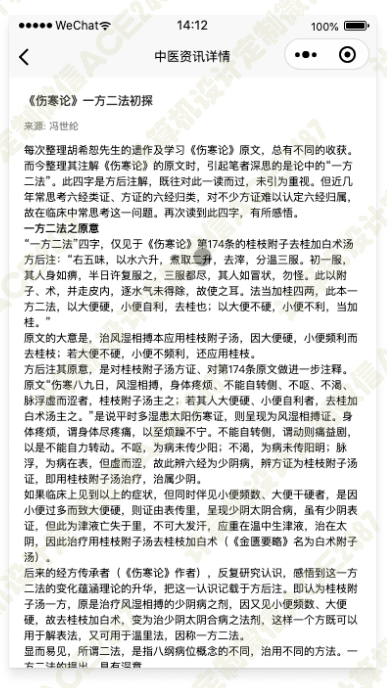 WeChat
14:12
100%
中医资讯详情
《伤寒论》一方二法初探
来源: 冯世纶
每次整理胡希恕先生的遗作及学习《伤寒论》原文，总有不同的收获。
而今整理其注解《伤寒论》的原文时，引起笔者深思的是论中的“一方
二法”。此四字是方后注解，既往对此一读而过，未引为重视。但近几
年常思考六经类证、方证的六经归类，对不少方证难以认定六经归属，
故在临床中常思考这一问题。再次读到此四字，有所感悟。
一方二法之原意
“一方二法”四字，仅见于《伤寒论》第174条的桂枝附子去桂加白术汤
方后注：“右五味，以水六升，煮取二升，去滓，分温三服。初一服，
其人身如痹，半日许复服之，三服都尽，其人如冒状，勿怪。此以附
子、术，并走皮内，逐水气未得除，故使之耳。法当加桂四两，此本一
方二法，以大便硬，小便自利，去桂也；以大便不硬，小便不利，当加
桂。”
原文的大意是，治风湿相搏本应用桂枝附子汤，因大便硬，小便频利而
去桂枝；若大便不硬，小便不频利，还应用桂枝。
方后注其原意，是对桂枝附子汤方证、对第174条原文做进一步注释。
原文“伤寒八九日，风湿相搏，身体疼烦、不能自转侧、不呕、不渴、
脉浮虚而涩者，桂枝附子汤主之；若其人大便硬、小便自利者，去桂加
白术汤主之。”是说平时多湿患太阳伤寒证，则呈现为风湿相搏证。身
体疼烦，谓身体尽疼痛，以至烦躁不宁。不能自转侧，谓动则痛益剧，
以是不能自力转动。不呕，为病未传少阳；不渴，为病未传阳明；脉
浮，为病在表，但虚而涩，故此辨六经为少阴病，辨方证为桂枝附子汤
证，即用桂枝附子汤治疗，治属少阴。
如果临床上见到以上的症状，但同时伴见小便频数、大便干硬者，是因
小便过多而致大便硬，则证由表传里，呈现少阴太阴合病，虽有少阴表
证，但此为津液亡失于里，不可大发汗，应重在温中生津液，治在太
阴，因此治疗用桂枝附子汤去桂枝加白术（《金匮要略》名为白术附子
汤）。
后来的经方传承者（《伤寒论》作者），反复研究认识，感悟到这一方
二法的变化蕴涵理论的升华，把这一认识记载于方后注。即认为桂枝附
子汤一方，原是治疗风湿相搏的少阴病之剂，因又见小便频数、大便
硬，故去桂枝加白术，变为治少阴太阴合病之法剂，这样一个方既可以
用于解表法，又可用于温里法，因称一方二法。
显而易见，所谓二法，是指八纲病位概念的不同，治用不同的方法。一
方二法的提出，具有深意